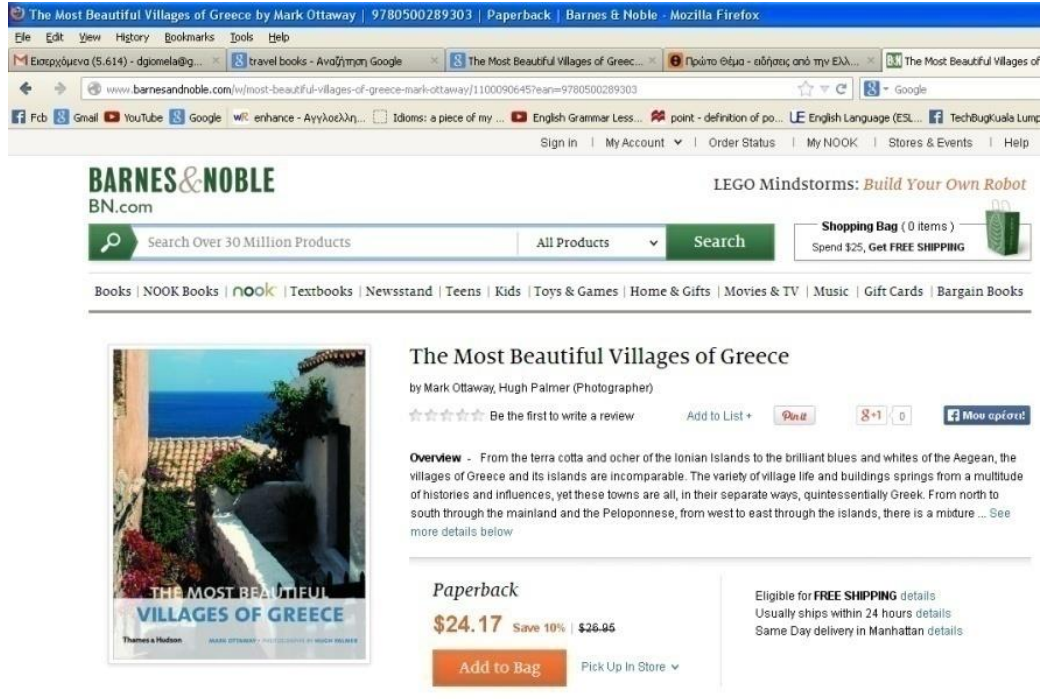 The Most Beautiful Villages of Greece by Mark Ottaway | 9780500289303 | Paperback | Barnes & Noble - Mozilla Firefox
File Edit View History Bookmarks Tools Help
Εισερχόμενα (5.614) - dgiomela@g... travel books - Αναζήτηση Google The Most Beautiful Villages of Greec... Πρώτο Θέμα - ειδήσεις από την Ελλ... The Most Beautiful Villages of
www.barnesandnoble.com/w/most-beautiful-villages-of-greece-mark-ottaway/1100090645?ean=9780500289303 Google
Fcb Gmail YouTube Google enhance - Αγγλοελλην... Idioms: a piece of my ... English Grammar Less... point - definition of po... English Language (ESL... TechBugKuala Lump
Sign in | My Account | Order Status | My NOOK | Stores & Events | Help
BARNES&NOBLE
BN.com
LEGO Mindstorms: Build Your Own Robot
Search Over 30 Million Products All Products Search
Shopping Bag ( 0 items )
Spend $25, Get FREE SHIPPING
Books | NOOK Books | nook | Textbooks | Newsstand | Teens | Kids | Toys & Games | Home & Gifts | Movies & TV | Music | Gift Cards | Bargain Books
THE MOST BEAUTIFUL
VILLAGES OF GREECE
Thames & Hudson MARK OTTAWAY • PHOTOGRAPHS BY HUGH PALMER
The Most Beautiful Villages of Greece
by Mark Ottaway, Hugh Palmer (Photographer)
Be the first to write a review Add to List + Pin it g+1 0 Μου αρέσει!
Overview - From the terra cotta and ocher of the Ionian Islands to the brilliant blues and whites of the Aegean, the
villages of Greece and its islands are incomparable. The variety of village life and buildings springs from a multitude
of histories and influences, yet these towns are all, in their separate ways, quintessentially Greek. From north to
south through the mainland and the Peloponnese, from west to east through the islands, there is a mixture ... See
more details below
Paperback
$24.17 Save 10% | $26.95
Add to Bag Pick Up In Store
Eligible for FREE SHIPPING details
Usually ships within 24 hours details
Same Day delivery in Manhattan details